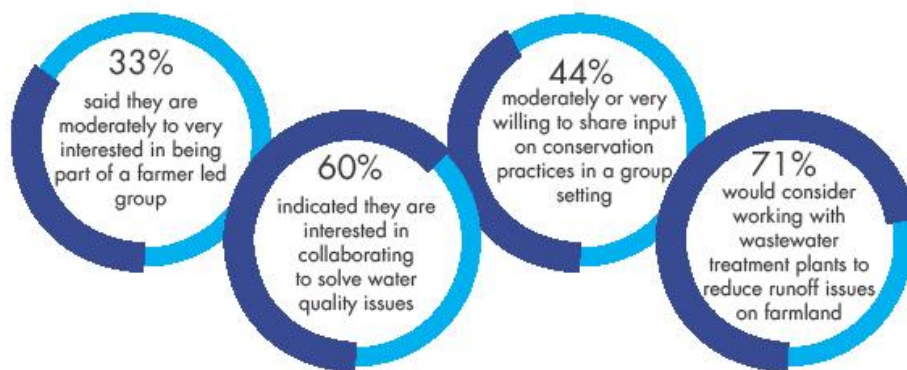 33%
said they are
moderately to very
interested in being
part of a farmer led
group
60%
indicated they are
interested in
collaborating
to solve water
quality issues
44%
moderately or very
willing to share input
on conservation
practices in a group
setting
71%
would consider
working with
wastewater
treatment plants to
reduce runoff issues
on farmland